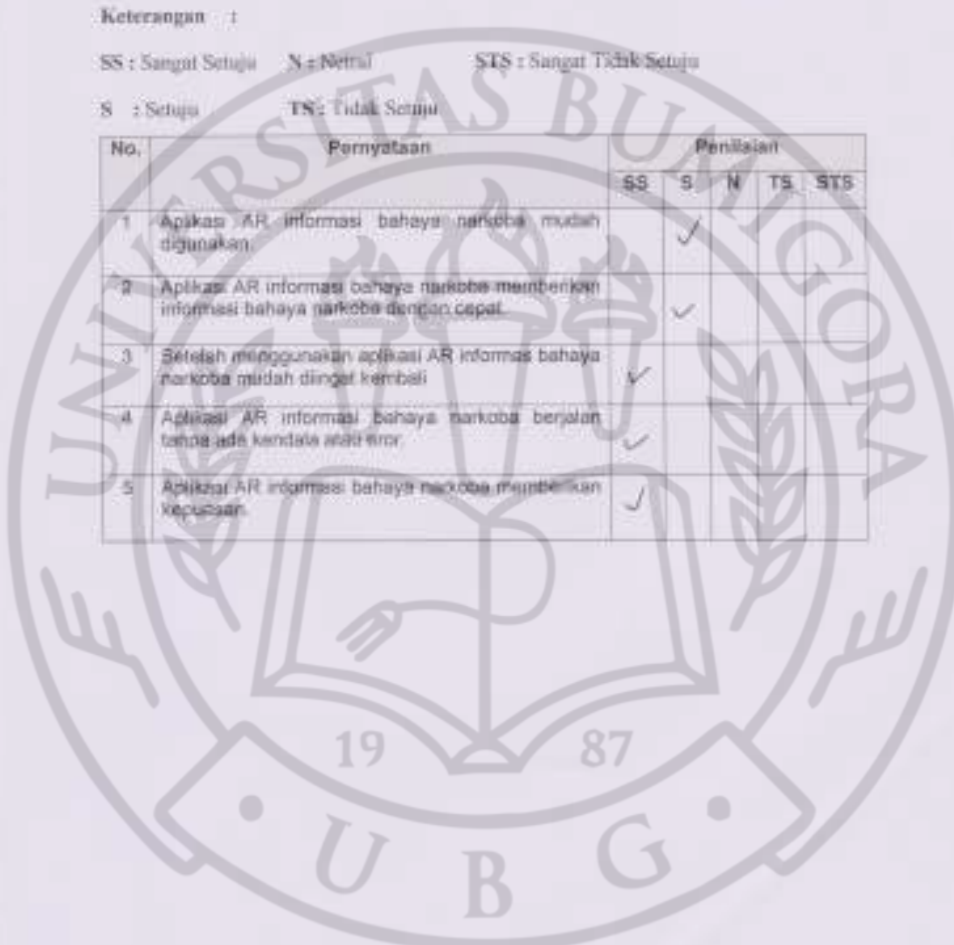 Keterangan :
SS : Sangat Setuju N : Netral STS : Sangat Tidak Setuju
S : Setuju TS : Tidak Setuju
No. Pernyataan Penilaian
SS S N TS STS
1 Aplikasi AR informasi bahaya narkoba mudah
digunakan. ✓
2 Aplikasi AR informasi bahaya narkoba memberikan
informasi bahaya narkoba dengan cepat. ✓
3 Setelah menggunakan aplikasi AR informas bahaya
narkoba mudah diingat kembali ✓
4 Aplikasi AR informasi bahaya narkoba berjalan
tanpa ada kendala atau eror. ✓
5 Aplikasi AR informasi bahaya narkoba memberikan
kepuasan. ✓
UNIVERSITAS BUMIGORA
19 87
U B G